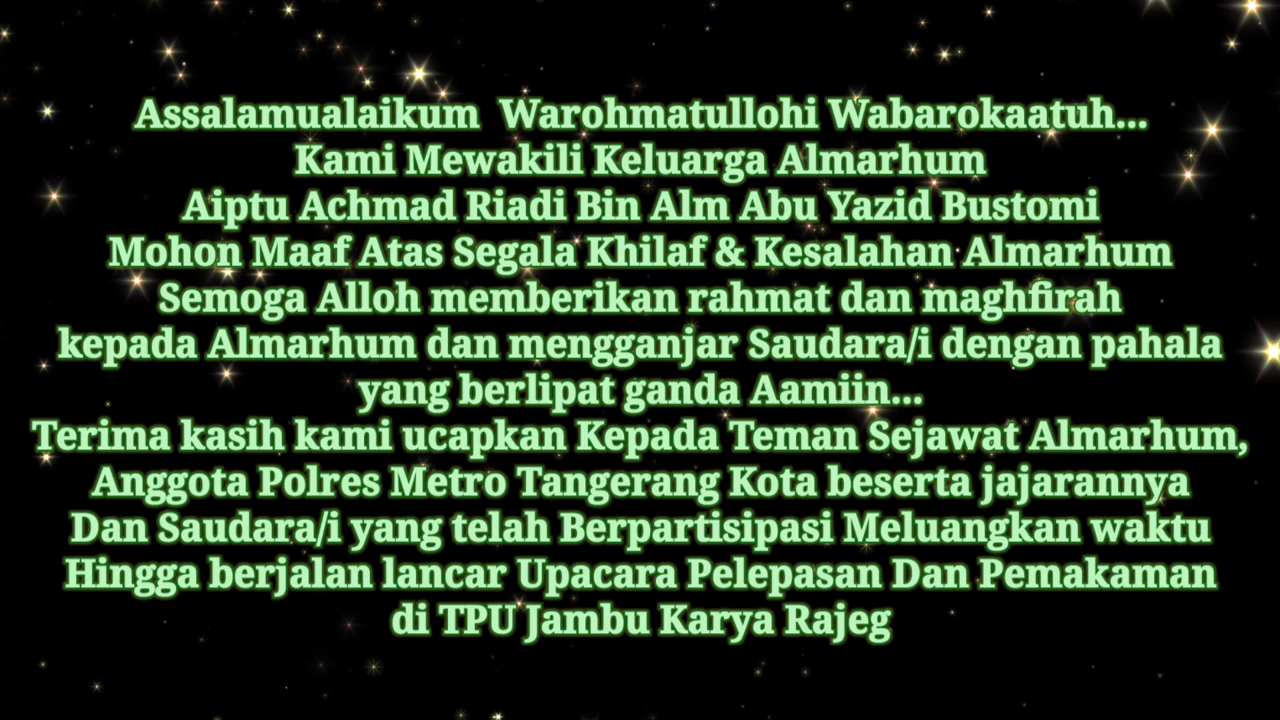 Assalamualaikum  Warohmatullohi Wabarokaatuh...
Kami Mewakili Keluarga Almarhum
Aiptu Achmad Riadi Bin Alm Abu Yazid Bustomi
Mohon Maaf Atas Segala Khilaf & Kesalahan Almarhum
Semoga Alloh memberikan rahmat dan maghfirah
kepada Almarhum dan mengganjar Saudara/i dengan pahala
yang berlipat ganda Aamiin...
Terima kasih kami ucapkan Kepada Teman Sejawat Almarhum,
Anggota Polres Metro Tangerang Kota beserta jajarannya
Dan Saudara/i yang telah Berpartisipasi Meluangkan waktu
Hingga berjalan lancar Upacara Pelepasan Dan Pemakaman
di TPU Jambu Karya Rajeg